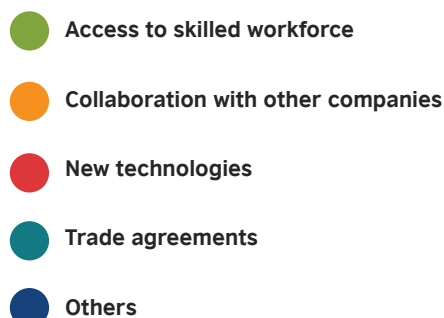 Access to skilled workforce
Collaboration with other companies
New technologies
Trade agreements
Others